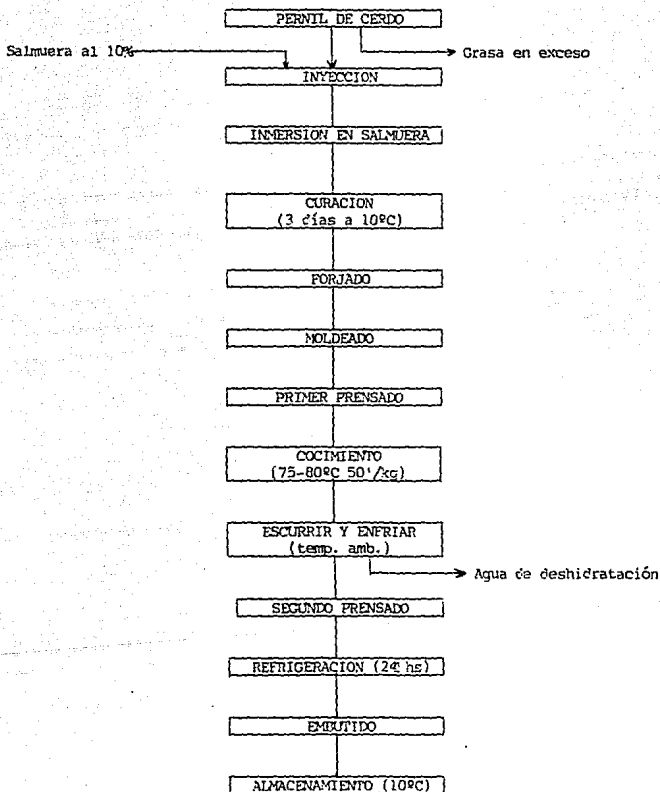 PERNIL DE CERDO
Salmuera al 10%
Grasa en exceso
INYECCION
INMERSION EN SALMUERA
CURACION
(3 días a 10ºC)
FORJADO
MOLDEADO
PRIMER PRENSADO
COCIMIENTO
(75-80ºC 50'/kg)
ESCURRIR Y ENFRIAR
(temp. amb.)
Agua de deshidratación
SEGUNDO PRENSADO
REFRIGERACION (24 hs)
EMBUTIDO
ALMACENAMIENTO (10ºC)